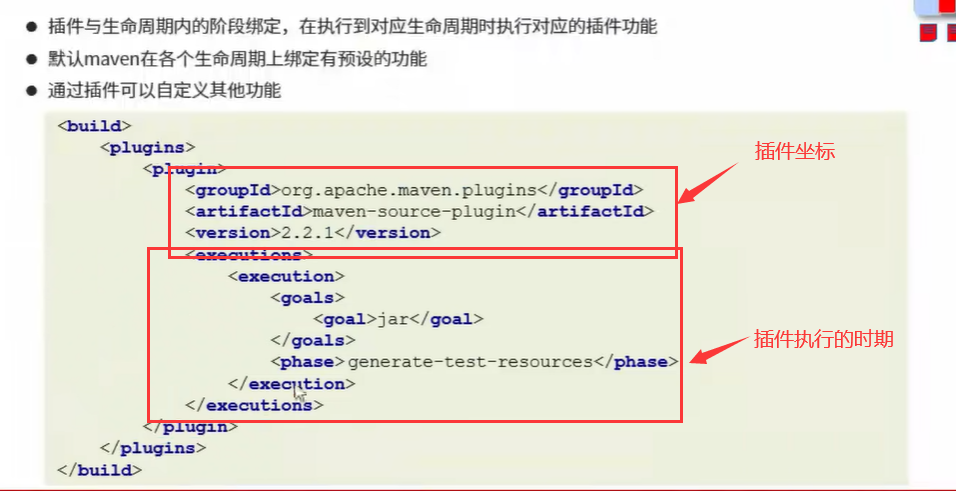 插件与生命周期内的阶段绑定，在执行到对应生命周期时执行对应的插件功能
默认maven在各个生命周期上绑定有预设的功能
通过插件可以自定义其他功能
<build>
<plugins>
<plugin>
插件坐标
<groupId>org.apache.maven.plugins</groupId>
<artifactId>maven-source-plugin</artifactId>
<version>2.2.1</version>
<executions>
<execution>
<goals>
<goal>jar</goal>
</goals>
插件执行的时期
<phase>generate-test-resources</phase>
</execution>
</executions>
</plugin>
</plugins>
</build>